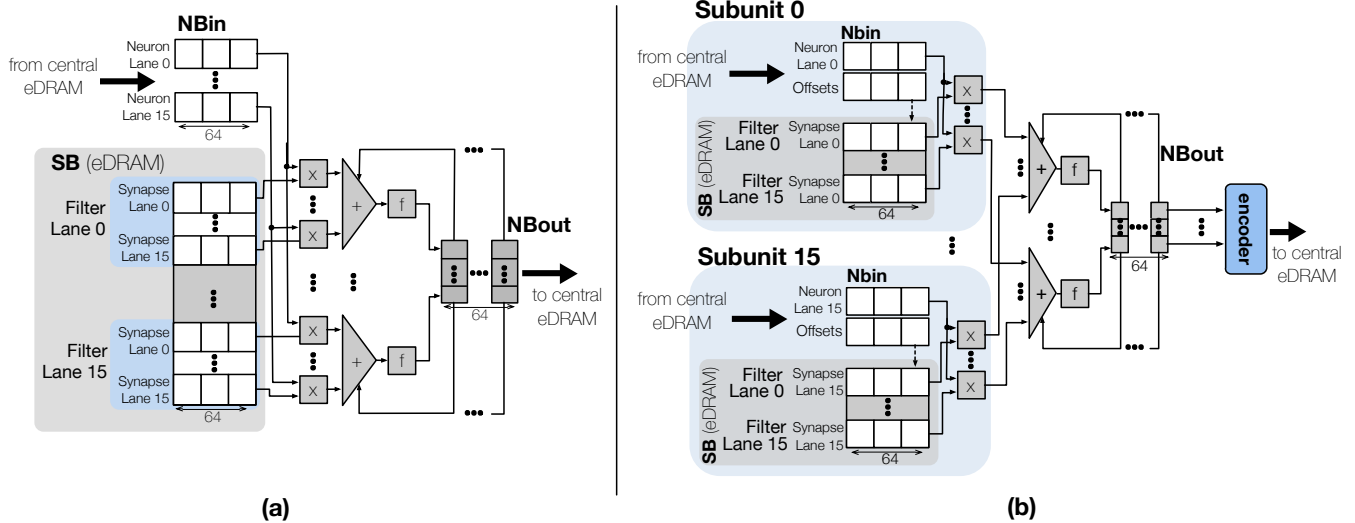 NBin
Neuron
Lane 0
from central
eDRAM
Neuron
Lane 15
64
SB (eDRAM)
Synapse
Lane 0
Filter
Lane 0
Synapse
Lane 15
Synapse
Lane 0
Filter
Lane 15
Synapse
Lane 15
64
x
x
x
x
+
+
f
f
NBout
64
to central
eDRAM
(a)
Subunit 0
Nbin
Neuron
Lane 0
from central
eDRAM
Offsets
SB (eDRAM)
Filter
Lane 0
Synapse
Lane 0
Filter
Lane 15
Synapse
Lane 0
64
x
x
Subunit 15
Nbin
Neuron
Lane 15
from central
eDRAM
Offsets
SB (eDRAM)
Filter
Lane 0
Synapse
Lane 15
Filter
Lane 15
Synapse
Lane 15
64
x
x
+
+
f
f
NBout
64
encoder
to central
eDRAM
(b)